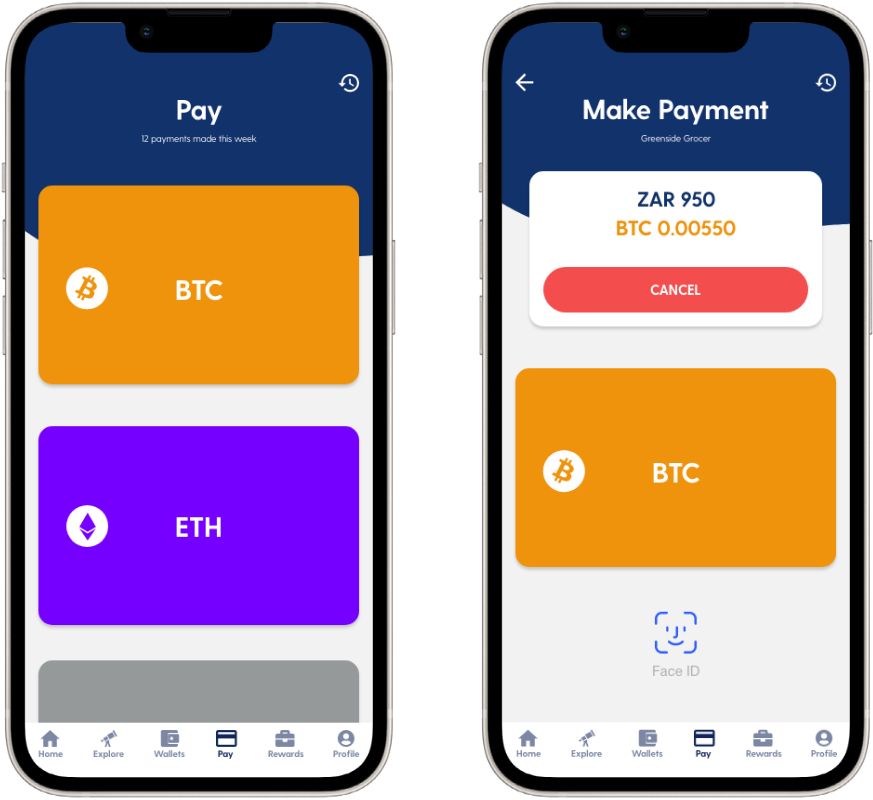 Pay
12 payments made this week
BTC
ETH
Home Explore Wallets Pay Rewards Profile
Make Payment
Greenside Grocer
ZAR 950
BTC 0.00550
CANCEL
BTC
Face ID
Home Explore Wallets Pay Rewards Profile